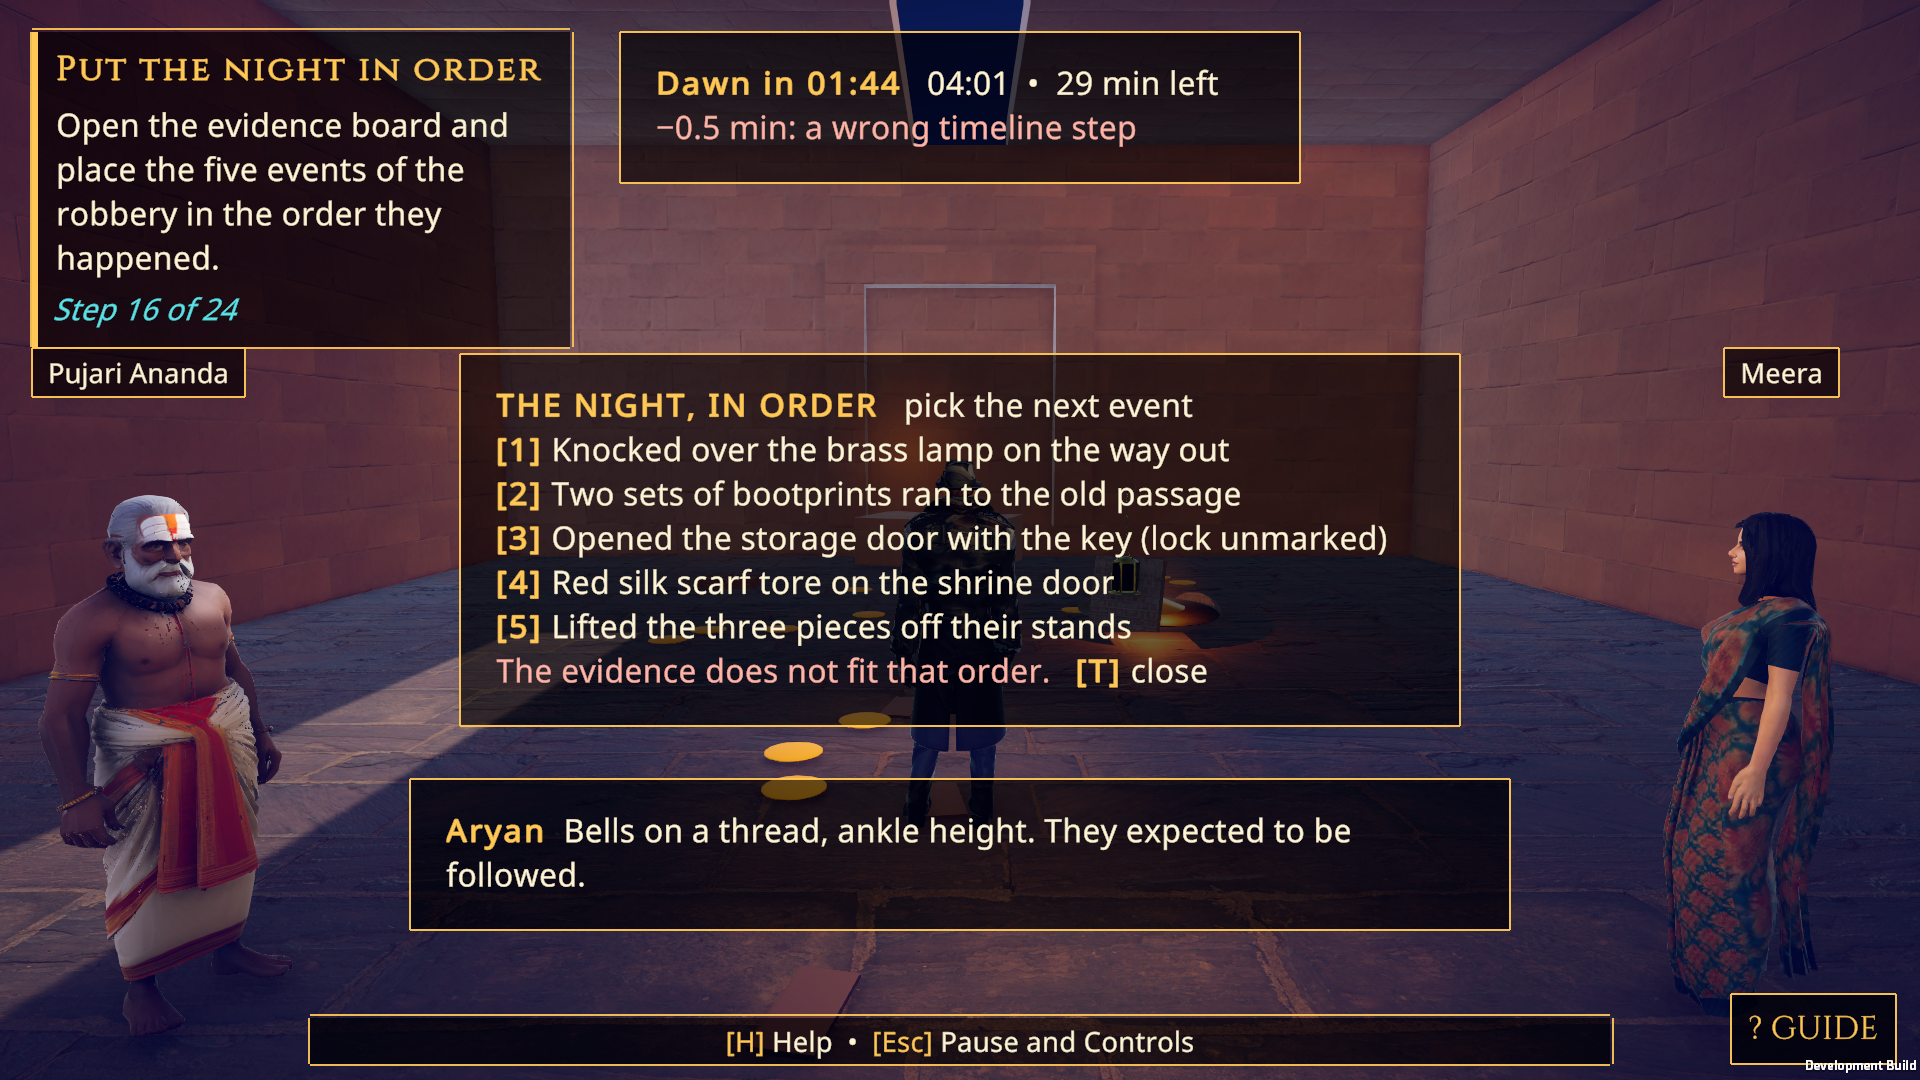 PUT THE NIGHT IN ORDER
Open the evidence board and
place the five events of the
robbery in the order they
happened.
Step 16 of 24
Dawn in 01:44 04:01 • 29 min left
−0.5 min: a wrong timeline step
Pujari Ananda
Meera
THE NIGHT, IN ORDER pick the next event
[1] Knocked over the brass lamp on the way out
[2] Two sets of bootprints ran to the old passage
[3] Opened the storage door with the key (lock unmarked)
[4] Red silk scarf tore on the shrine door
[5] Lifted the three pieces off their stands
The evidence does not fit that order. [T] close
Aryan Bells on a thread, ankle height. They expected to be
followed.
[H] Help • [Esc] Pause and Controls
? GUIDE
Development Build